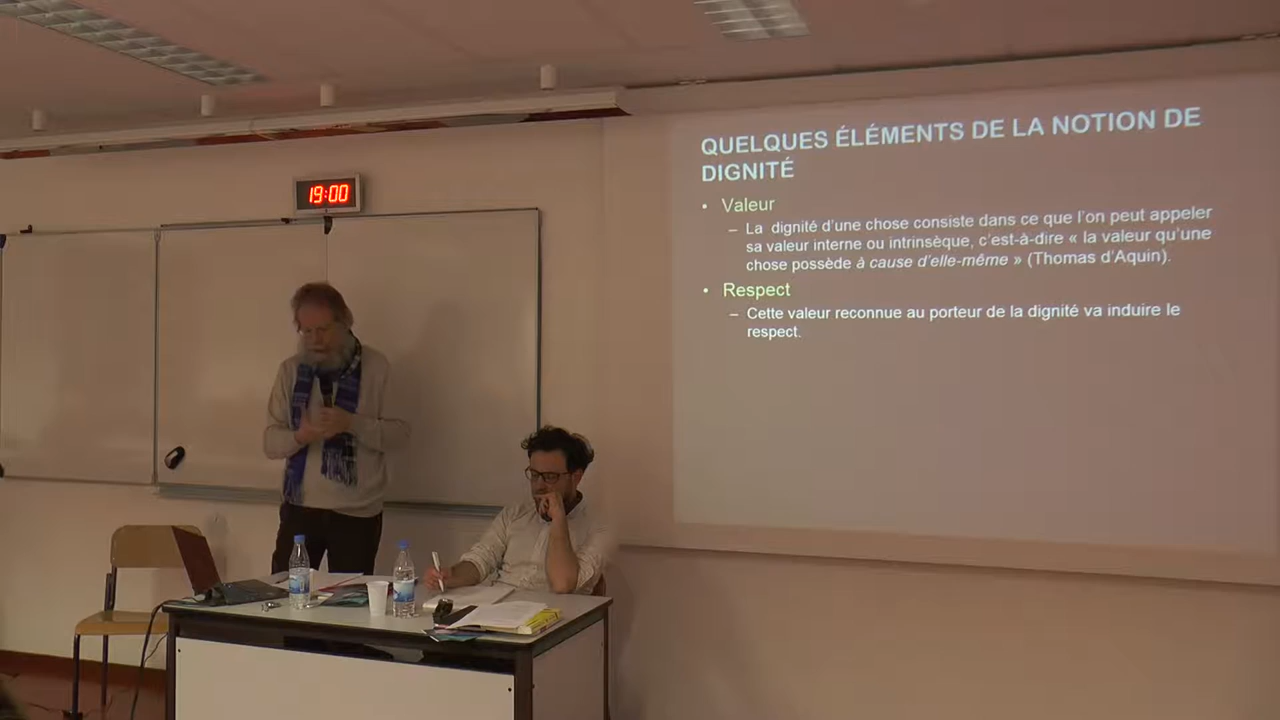 19:00
QUELQUES ÉLÉMENTS DE LA NOTION DE
DIGNITÉ
• Valeur
– La dignité d'une chose consiste dans ce que l'on peut appeler
sa valeur interne ou intrinsèque, c'est-à-dire « la valeur qu'une
chose possède à cause d'elle-même » (Thomas d'Aquin).
• Respect
– Cette valeur reconnue au porteur de la dignité va induire le
respect.